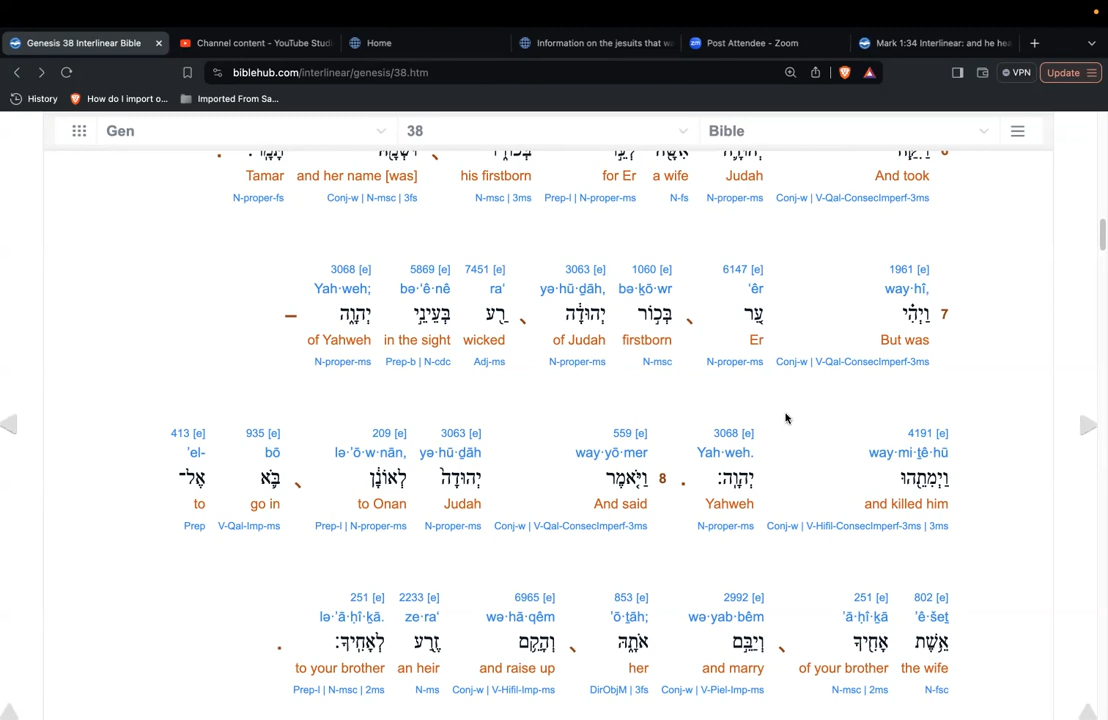 Genesis 38 Interlinear Bible
Channel content - YouTube Stud
Home
Information on the jesuits that wa
Post Attendee - Zoom
Mark 1:34 Interlinear: and he hea
biblehub.com/interlinear/genesis/38.htm
VPN
Update
History
How do I import o...
Imported From Sa...
Gen 38 Bible
Tamar and her name [was] his firstborn for Er a wife Judah And took
N-proper-fs Conj-w | N-msc | 3fs N-msc | 3ms Prep-l | N-proper-ms N-fs N-proper-ms Conj-w | V-Qal-ConsecImperf-3ms
3068 [e] 5869 [e] 7451 [e] 3063 [e] 1060 [e] 6147 [e] 1961 [e]
Yah·weh; bə·‘ê·nê ra‘ yə·hū·ḏāh, bə·ḵō·wr ‘êr way·hî,
7 וַיְהִ֗י עֵ֚ר בְּכ֣וֹר יְהוּדָ֔ה רַ֖ע בְּעֵינֵ֣י יְהוָ֑ה
of Yahweh in the sight wicked of Judah firstborn Er But was
N-proper-ms Prep-b | N-cdc Adj-ms N-proper-ms N-msc N-proper-ms Conj-w | V-Qal-ConsecImperf-3ms
413 [e] 935 [e] 209 [e] 3063 [e] 559 [e] 3068 [e] 4191 [e]
’el- bō lə·’ō·w·nān, yə·hū·ḏāh way·yō·mer Yah·weh. way·mi·ṯê·hū
וַיְמִתֵ֖הוּ יְהוָֽה׃ 8 וַיֹּ֤אמֶר יְהוּדָה֙ לְאוֹנָ֔ן בֹּ֛א אֶל־
to go in to Onan Judah And said Yahweh and killed him
Prep V-Qal-Imp-ms Prep-l | N-proper-ms N-proper-ms Conj-w | V-Qal-ConsecImperf-3ms N-proper-ms Conj-w | V-Hifil-ConsecImperf-3ms | 3ms
251 [e] 2233 [e] 6965 [e] 853 [e] 2992 [e] 251 [e] 802 [e]
lə·’ā·ḥî·ḵā. ze·ra‘ wə·hā·qêm ’ō·ṯāh; wə·yab·bêm ’ā·ḥî·ḵā ’ê·šeṯ
אֵ֥שֶׁת אָחִ֖יךָ וְיַבֵּ֣ם אֹתָ֑הּ וְהָקֵ֥ם זֶ֖רַע לְאָחִֽיךָ׃
to your brother an heir and raise up her and marry of your brother the wife
Prep-l | N-msc | 2ms N-ms Conj-w | V-Hifil-Imp-ms DirObjM | 3fs Conj-w | V-Piel-Imp-ms N-msc | 2ms N-fsc